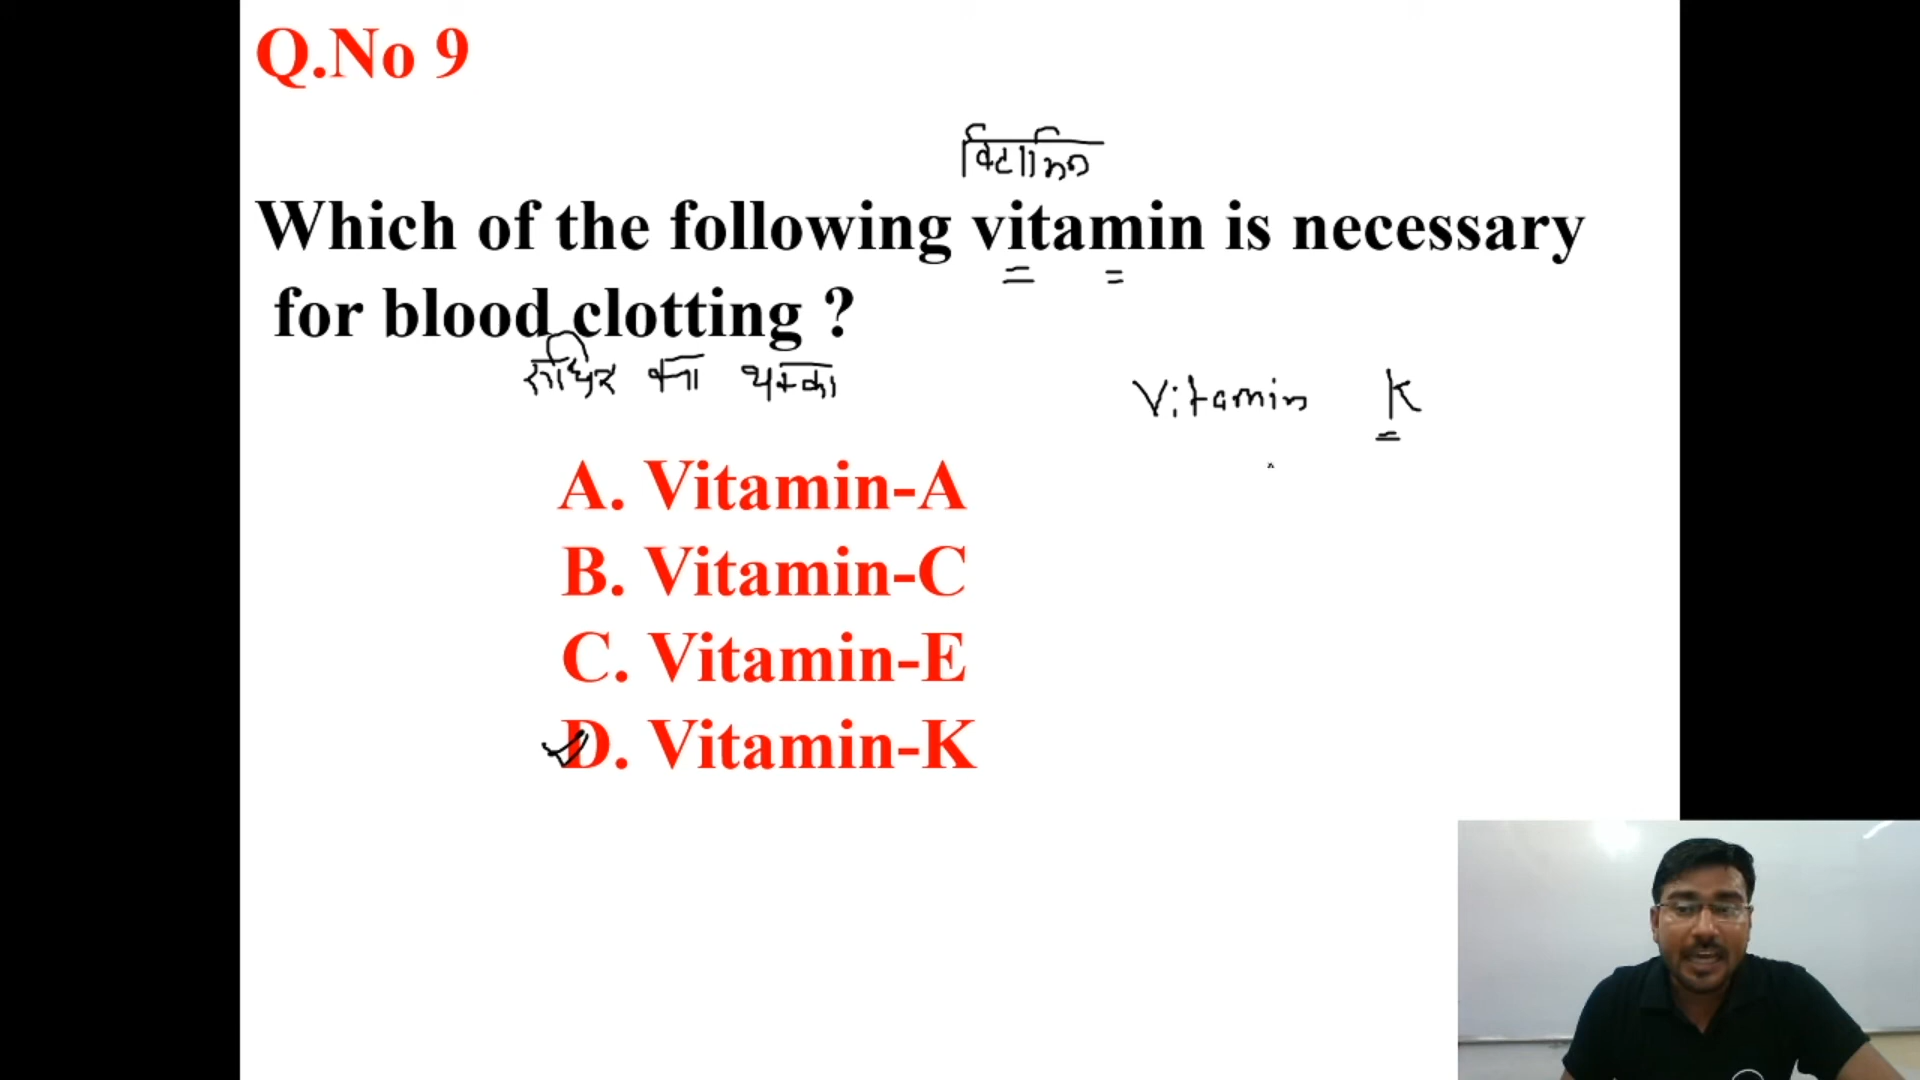 Q.No 9
विटामिन
Which of the following vitamin is necessary
for blood clotting ?
रुधिर का थक्का
Vitamin K
A. Vitamin-A
B. Vitamin-C
C. Vitamin-E
D. Vitamin-K